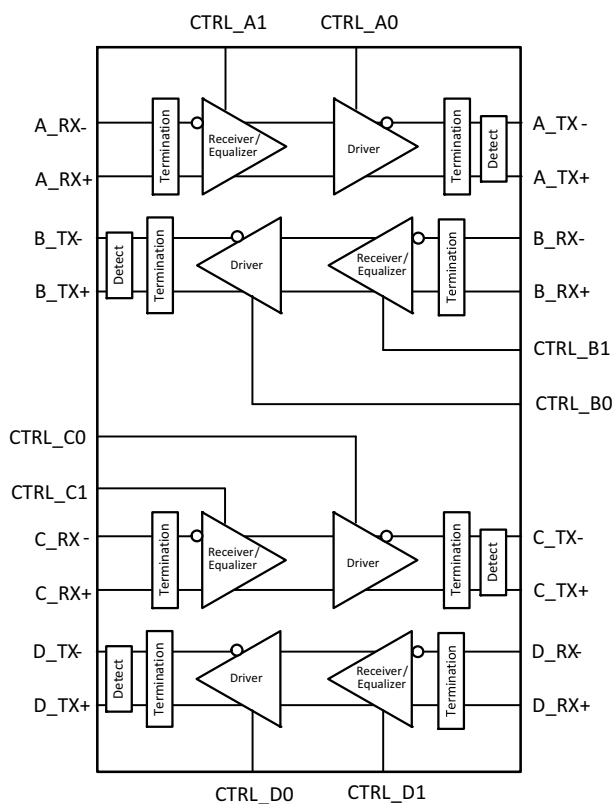 CTRL_A1 CTRL_A0
A_RX-
A_RX+
Termination
Receiver/
Equalizer
Driver
Termination
Detect
A_TX -
A_TX+
B_TX-
B_TX+
Detect
Termination
Driver
Receiver/
Equalizer
Termination
B_RX-
B_RX+
CTRL_B1
CTRL_B0
CTRL_C0
CTRL_C1
C_RX -
C_RX+
Termination
Receiver/
Equalizer
Driver
Termination
Detect
C_TX-
C_TX+
D_TX-
D_TX+
Detect
Termination
Driver
Receiver/
Equalizer
Termination
D_RX-
D_RX+
CTRL_D0 CTRL_D1